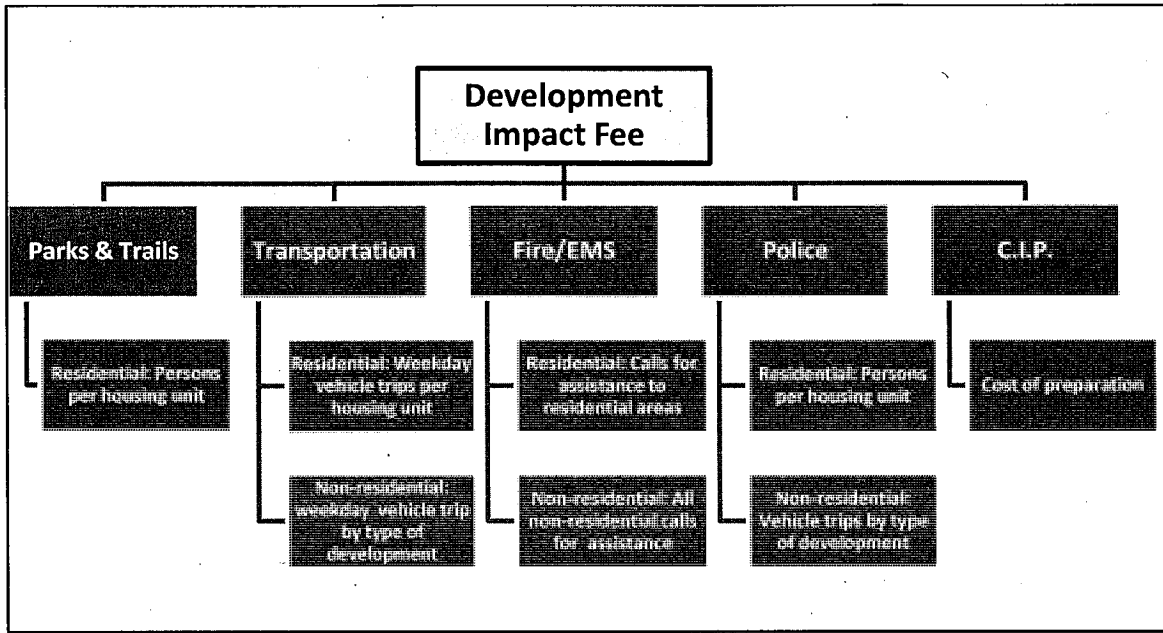 Development
Impact Fee
Parks & Trails
Transportation
Fire/EMS
Police
C.I.P.
Residential: Persons
per housing unit
Residential: Weekday
vehicle trips per
housing unit
Residential: Calls for
assistance to
residential areas
Residential: Persons
per housing unit
Cost of preparation
Non-residential:
weekday vehicle trip
by type of
development
Non-residential: All
non-residential calls
for assistance
Non-residential:
Vehicle trips by type
of development